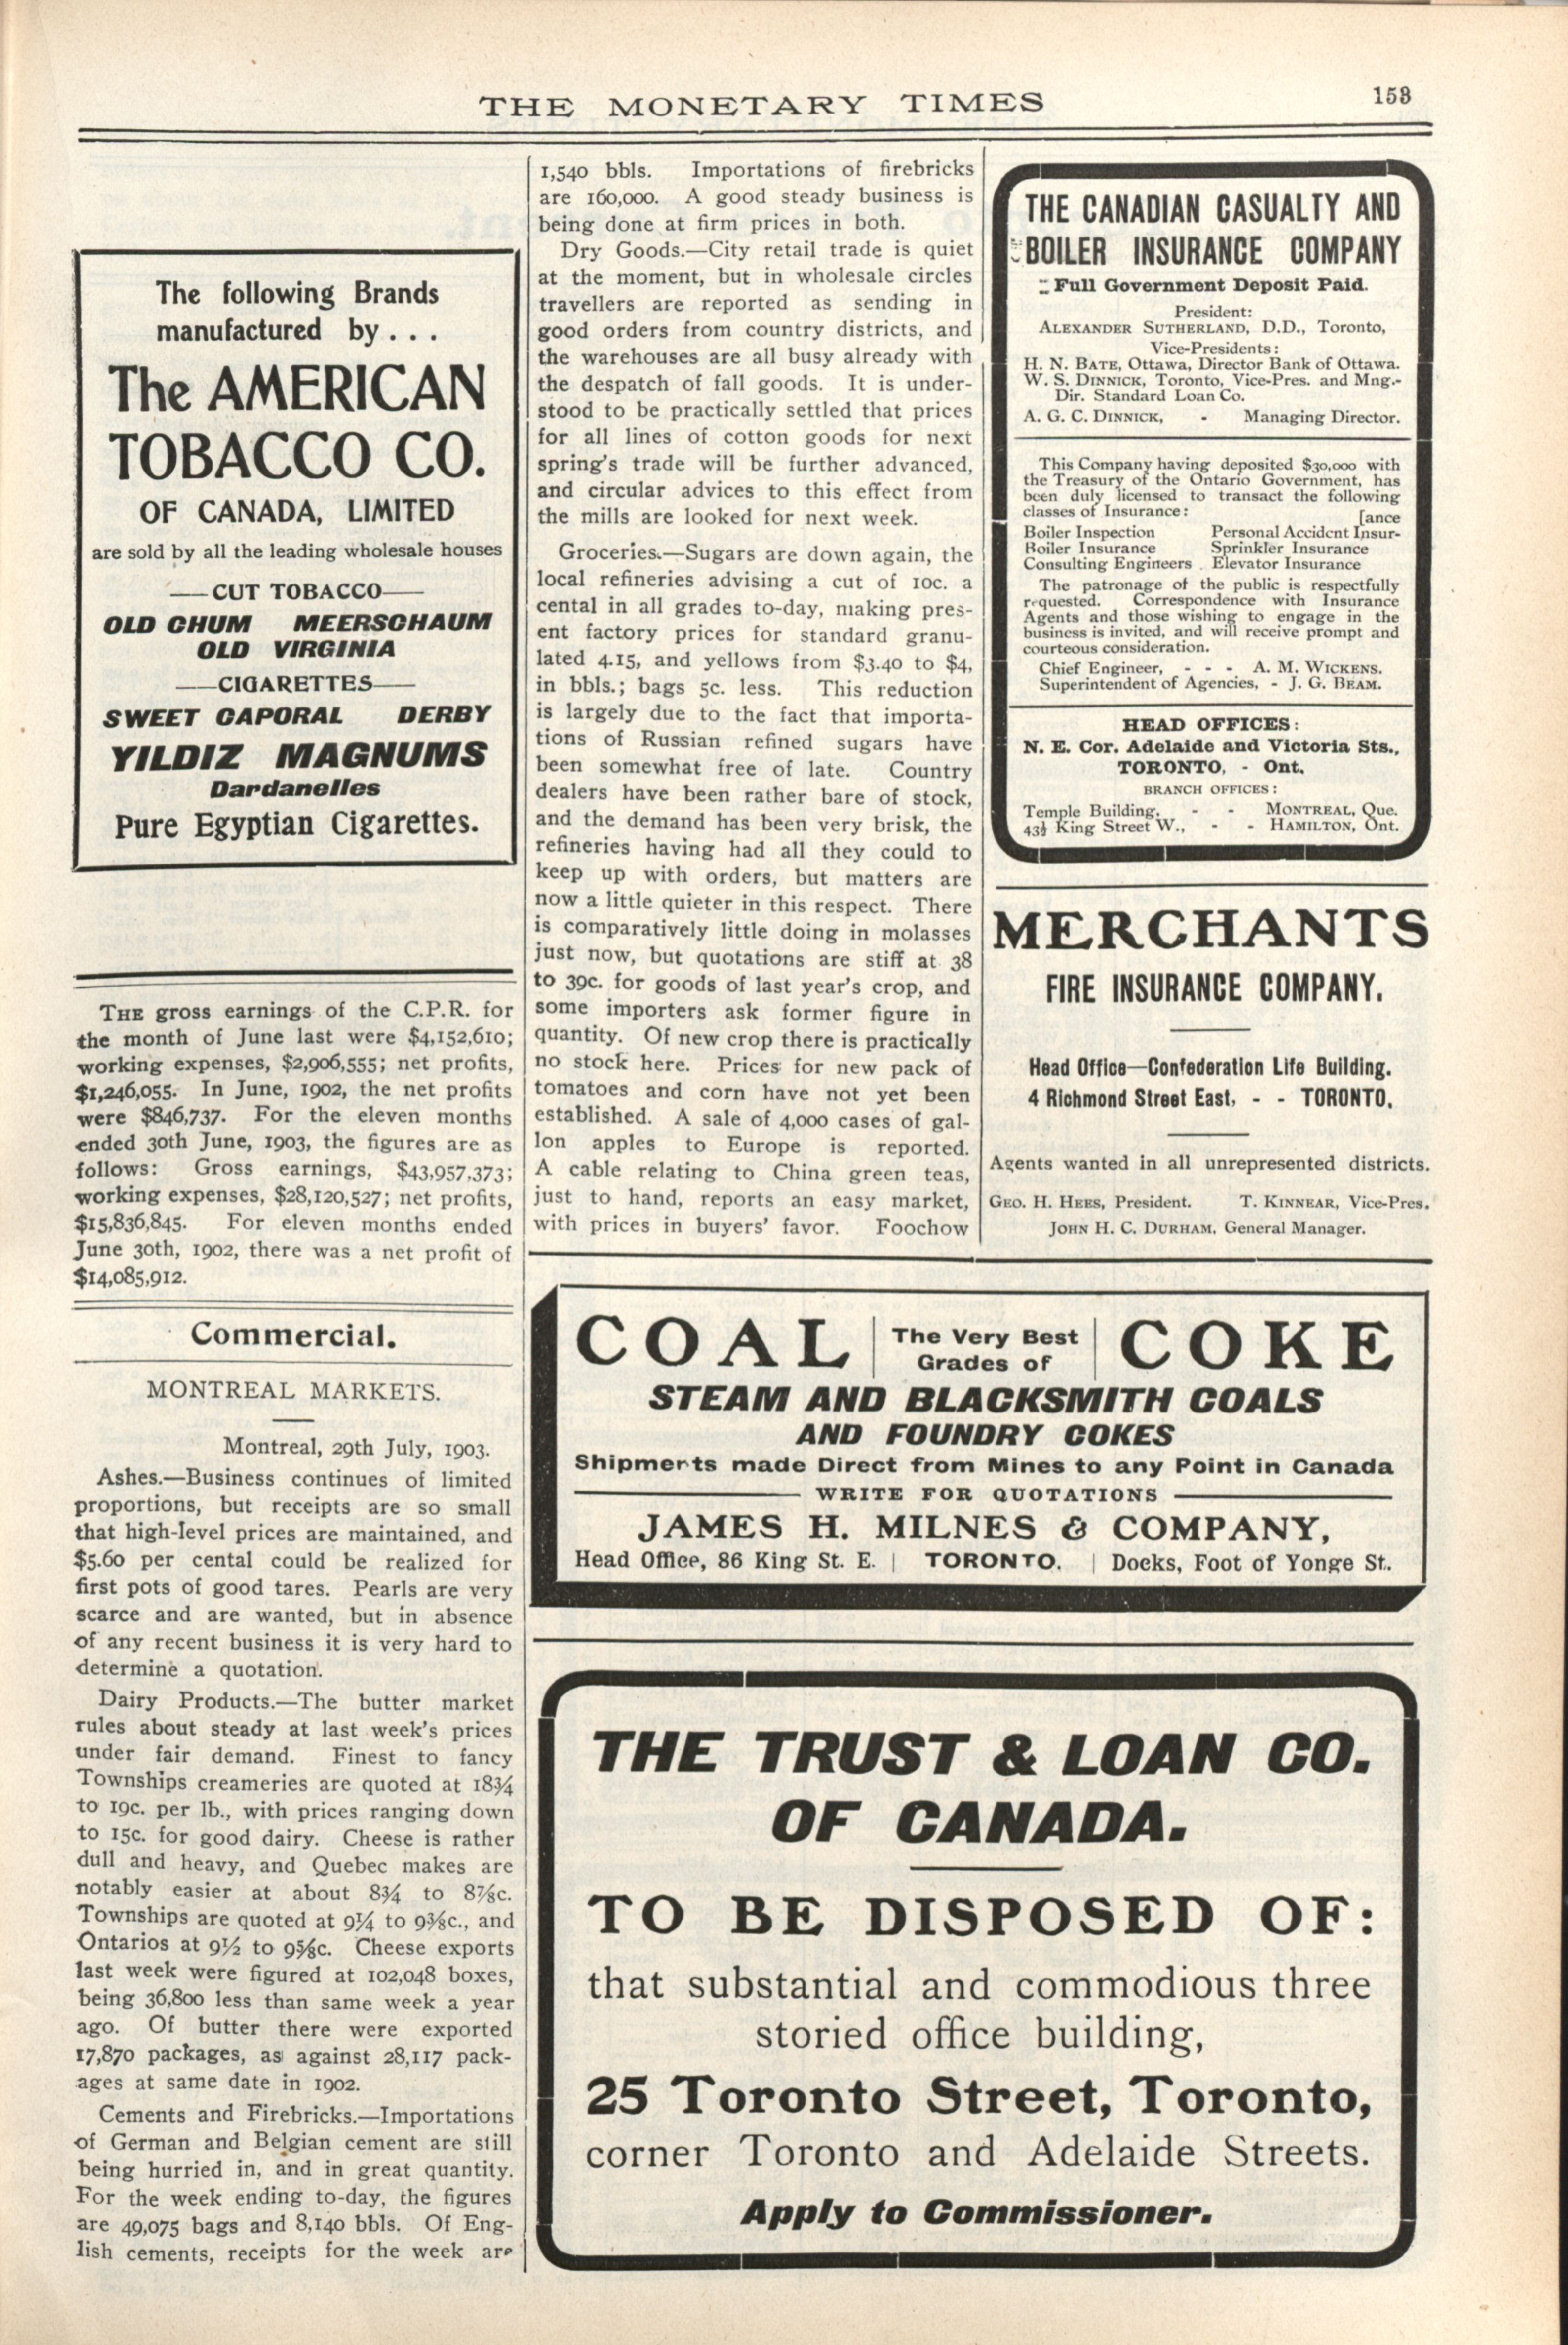 THE MONETARY TIMES
153
The following Brands
manufactured by . . .
The AMERICAN
TOBACCO CO.
OF CANADA, LIMITED
are sold by all the leading wholesale houses
——CUT TOBACCO——
OLD CHUM MEERSCHAUM
OLD VIRGINIA
——CIGARETTES——
SWEET CAPORAL DERBY
YILDIZ MAGNUMS
Dardanelles
Pure Egyptian Cigarettes.
THE gross earnings of the C.P.R. for
the month of June last were $4,152,610;
working expenses, $2,906,555; net profits,
$1,246,055. In June, 1902, the net profits
were $846,737. For the eleven months
ended 30th June, 1903, the figures are as
follows: Gross earnings, $43,957,373;
working expenses, $28,120,527; net profits,
$15,836,845. For eleven months ended
June 30th, 1902, there was a net profit of
$14,085,912.
Commercial.
MONTREAL MARKETS.
Montreal, 29th July, 1903.
Ashes.—Business continues of limited
proportions, but receipts are so small
that high-level prices are maintained, and
$5.60 per cental could be realized for
first pots of good tares. Pearls are very
scarce and are wanted, but in absence
of any recent business it is very hard to
determine a quotation.
Dairy Products.—The butter market
rules about steady at last week's prices
under fair demand. Finest to fancy
Townships creameries are quoted at 18¾
to 19c. per lb., with prices ranging down
to 15c. for good dairy. Cheese is rather
dull and heavy, and Quebec makes are
notably easier at about 8¾ to 8⅞c.
Townships are quoted at 9¼ to 9⅜c., and
Ontarios at 9½ to 9⅝c. Cheese exports
last week were figured at 102,048 boxes,
being 36,800 less than same week a year
ago. Of butter there were exported
17,870 packages, as against 28,117 pack-
ages at same date in 1902.
Cements and Firebricks.—Importations
of German and Belgian cement are still
being hurried in, and in great quantity.
For the week ending to-day, the figures
are 49,075 bags and 8,140 bbls. Of Eng-
lish cements, receipts for the week are
1,540 bbls. Importations of firebricks
are 160,000. A good steady business is
being done at firm prices in both.
Dry Goods.—City retail trade is quiet
at the moment, but in wholesale circles
travellers are reported as sending in
good orders from country districts, and
the warehouses are all busy already with
the despatch of fall goods. It is under-
stood to be practically settled that prices
for all lines of cotton goods for next
spring's trade will be further advanced,
and circular advices to this effect from
the mills are looked for next week.
Groceries.—Sugars are down again, the
local refineries advising a cut of 10c. a
cental in all grades to-day, making pres-
ent factory prices for standard granu-
lated 4.15, and yellows from $3.40 to $4,
in bbls.; bags 5c. less. This reduction
is largely due to the fact that importa-
tions of Russian refined sugars have
been somewhat free of late. Country
dealers have been rather bare of stock,
and the demand has been very brisk, the
refineries having had all they could to
keep up with orders, but matters are
now a little quieter in this respect. There
is comparatively little doing in molasses
just now, but quotations are stiff at 38
to 39c. for goods of last year's crop, and
some importers ask former figure in
quantity. Of new crop there is practically
no stock here. Prices for new pack of
tomatoes and corn have not yet been
established. A sale of 4,000 cases of gal-
lon apples to Europe is reported.
A cable relating to China green teas,
just to hand, reports an easy market,
with prices in buyers' favor. Foochow
THE CANADIAN CASUALTY AND
BOILER INSURANCE COMPANY
Full Government Deposit Paid.
President:
ALEXANDER SUTHERLAND, D.D., Toronto,
Vice-Presidents:
H. N. BATE, Ottawa, Director Bank of Ottawa.
W. S. DINNICK, Toronto, Vice-Pres. and Mng.-
Dir. Standard Loan Co.
A. G. C. DINNICK, - Managing Director.
This Company having deposited $30,000 with
the Treasury of the Ontario Government, has
been duly licensed to transact the following
classes of Insurance: [ance
Boiler Inspection Personal Accident Insur-
Boiler Insurance Sprinkler Insurance
Consulting Engineers Elevator Insurance
The patronage of the public is respectfully
requested. Correspondence with Insurance
Agents and those wishing to engage in the
business is invited, and will receive prompt and
courteous consideration.
Chief Engineer, - - - A. M. WICKENS.
Superintendent of Agencies, - J. G. BEAM.
HEAD OFFICES:
N. E. Cor. Adelaide and Victoria Sts.,
TORONTO, - Ont.
BRANCH OFFICES:
Temple Building, - - MONTREAL, Que.
43½ King Street W., - - HAMILTON, Ont.
MERCHANTS
FIRE INSURANCE COMPANY.
Head Office—Confederation Life Building.
4 Richmond Street East, - - TORONTO.
Agents wanted in all unrepresented districts.
GEO. H. HEES, President. T. KINNEAR, Vice-Pres.
JOHN H. C. DURHAM, General Manager.
COAL The Very Best Grades of COKE
STEAM AND BLACKSMITH COALS
AND FOUNDRY COKES
Shipments made Direct from Mines to any Point in Canada
WRITE FOR QUOTATIONS
JAMES H. MILNES & COMPANY,
Head Office, 86 King St. E. | TORONTO. | Docks, Foot of Yonge St.
THE TRUST & LOAN CO.
OF CANADA.
TO BE DISPOSED OF:
that substantial and commodious three
storied office building,
25 Toronto Street, Toronto,
corner Toronto and Adelaide Streets.
Apply to Commissioner.